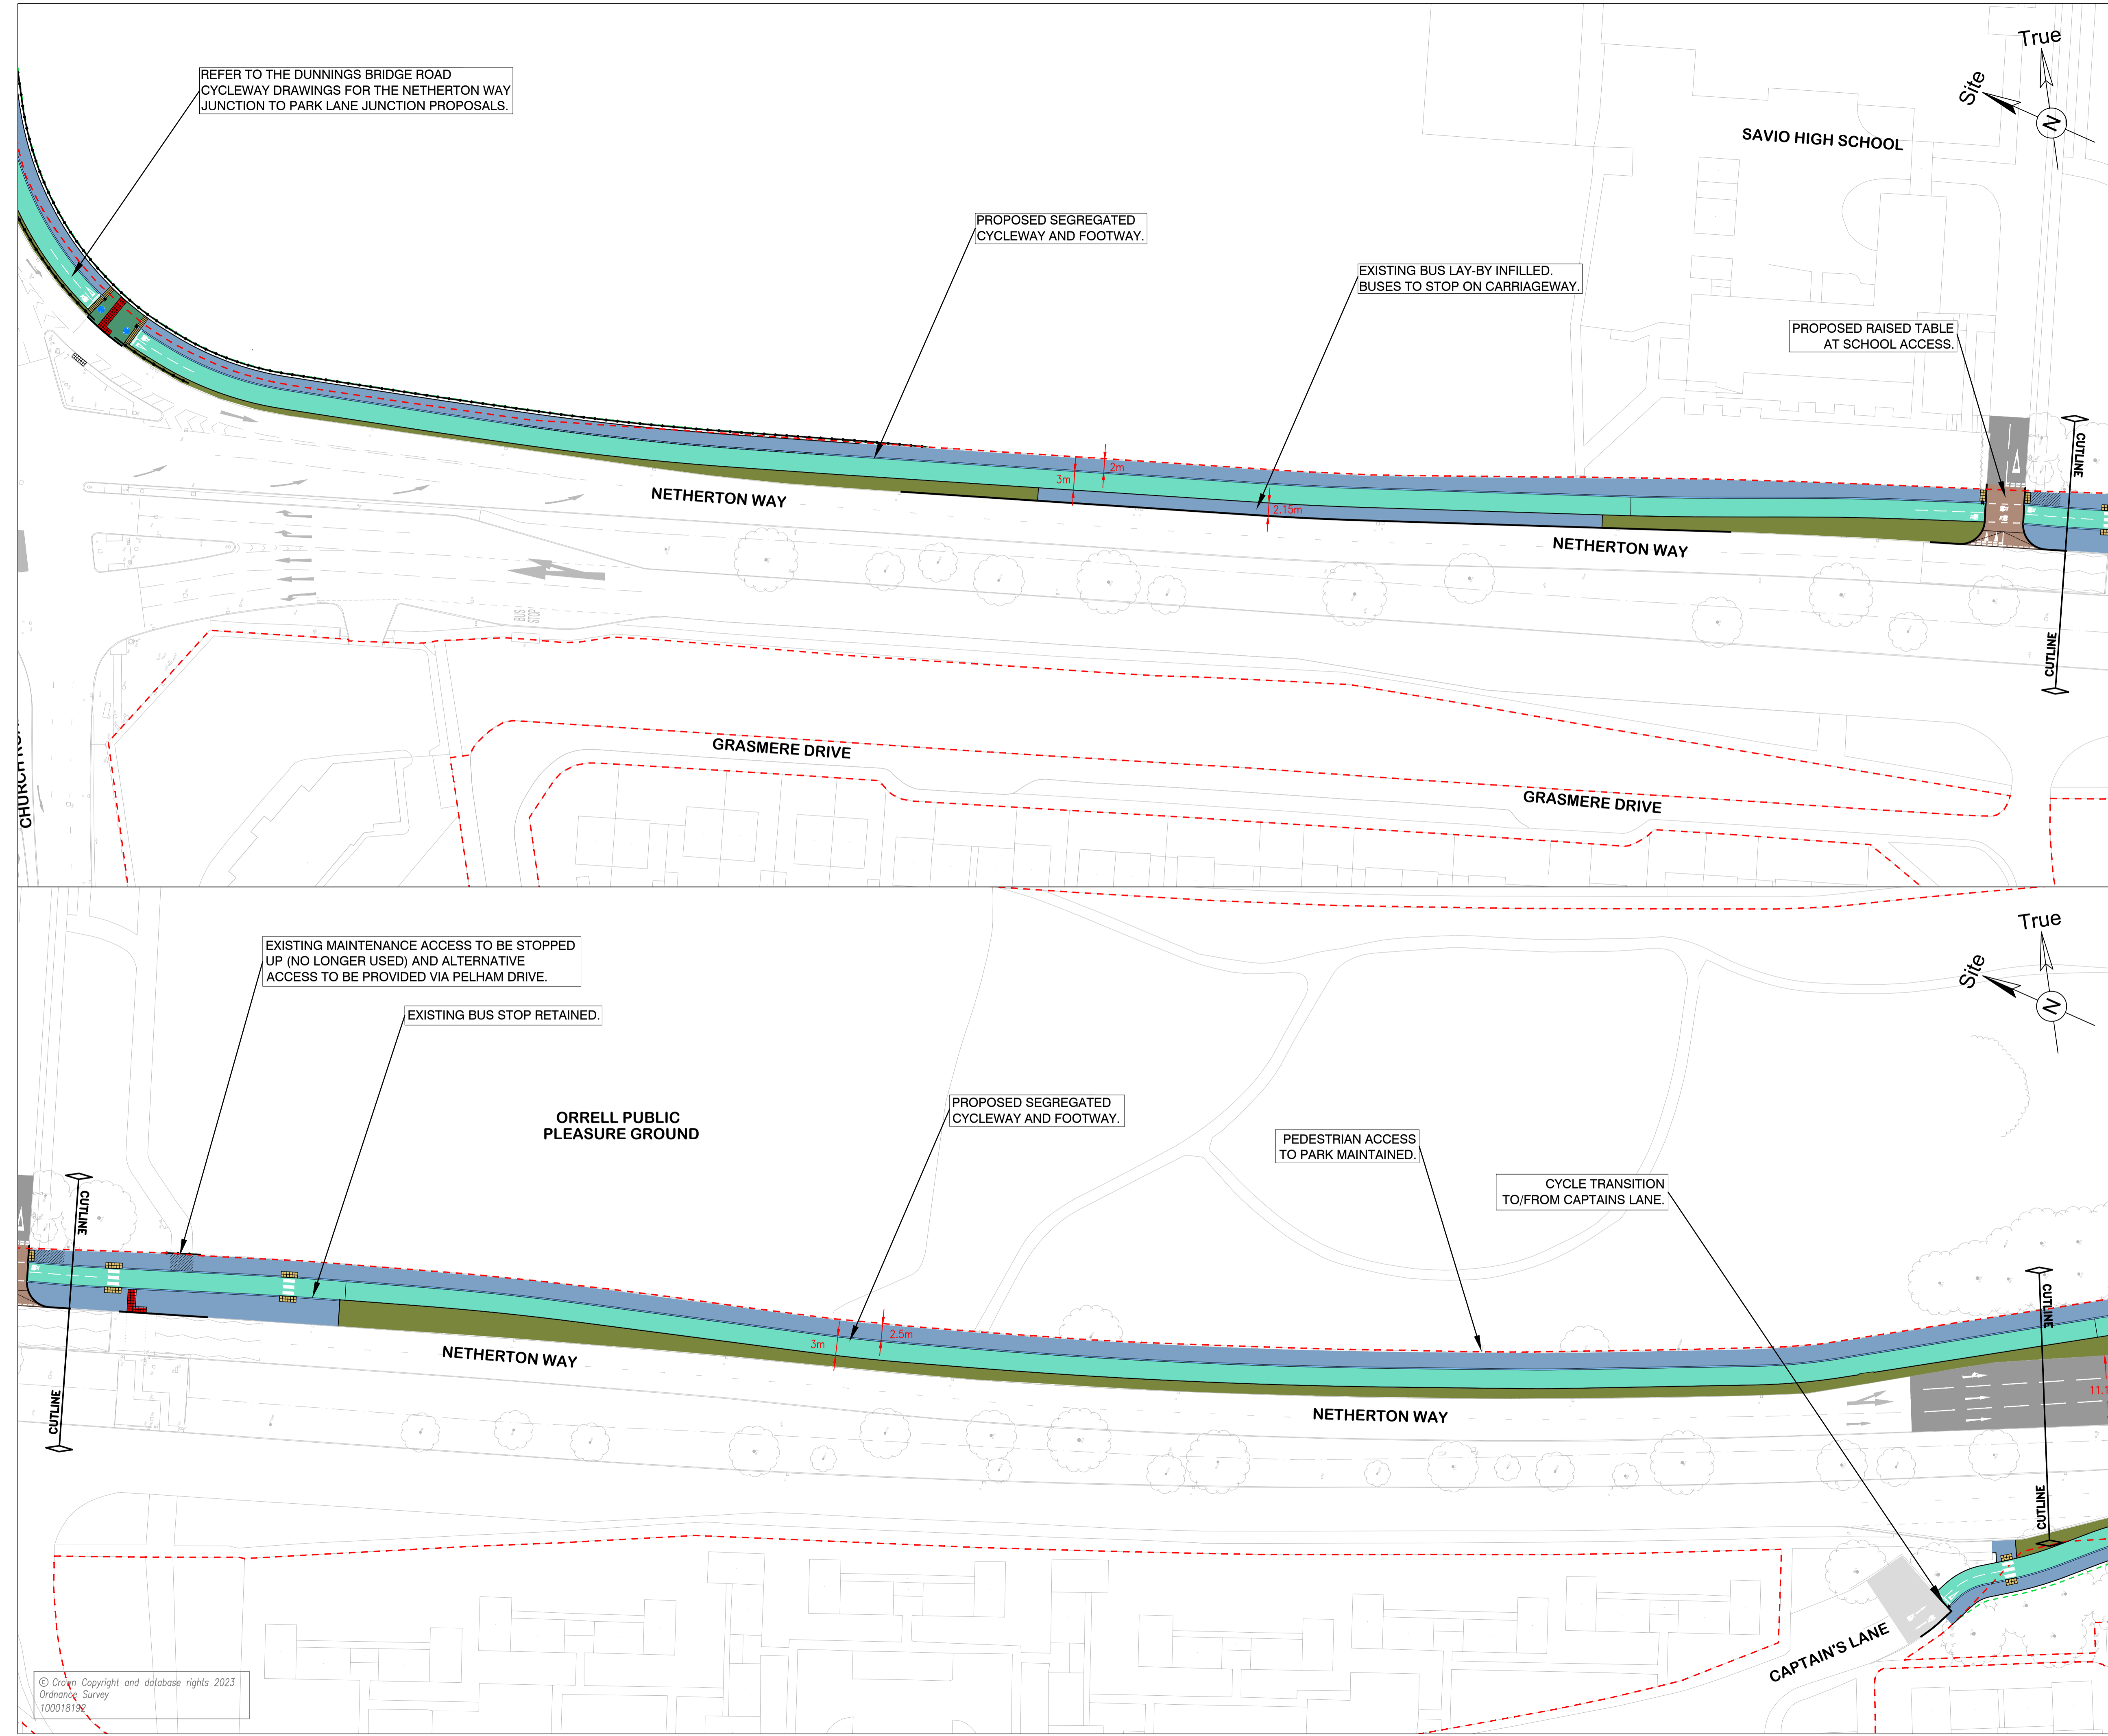 REFER TO THE DUNNINGS BRIDGE ROAD
CYCLEWAY DRAWINGS FOR THE NETHERTON WAY
JUNCTION TO PARK LANE JUNCTION PROPOSALS.
True
Site
N
SAVIO HIGH SCHOOL
PROPOSED SEGREGATED
CYCLEWAY AND FOOTWAY.
EXISTING BUS LAY-BY INFILLED.
BUSES TO STOP ON CARRIAGEWAY.
PROPOSED RAISED TABLE
AT SCHOOL ACCESS.
CUTLINE
2m
3m
2.15m
NETHERTON WAY
NETHERTON WAY
BUS
STOP
CUTLINE
GRASMERE DRIVE
GRASMERE DRIVE
EXISTING MAINTENANCE ACCESS TO BE STOPPED
UP (NO LONGER USED) AND ALTERNATIVE
ACCESS TO BE PROVIDED VIA PELHAM DRIVE.
True
Site
N
EXISTING BUS STOP RETAINED.
ORRELL PUBLIC
PLEASURE GROUND
PROPOSED SEGREGATED
CYCLEWAY AND FOOTWAY.
PEDESTRIAN ACCESS
TO PARK MAINTAINED.
CYCLE TRANSITION
TO/FROM CAPTAINS LANE.
CUTLINE
CUTLINE
2.5m
3m
NETHERTON WAY
NETHERTON WAY
CUTLINE
CUTLINE
CAPTAIN'S LANE
© Crown Copyright and database rights 2023
Ordnance Survey
100018192